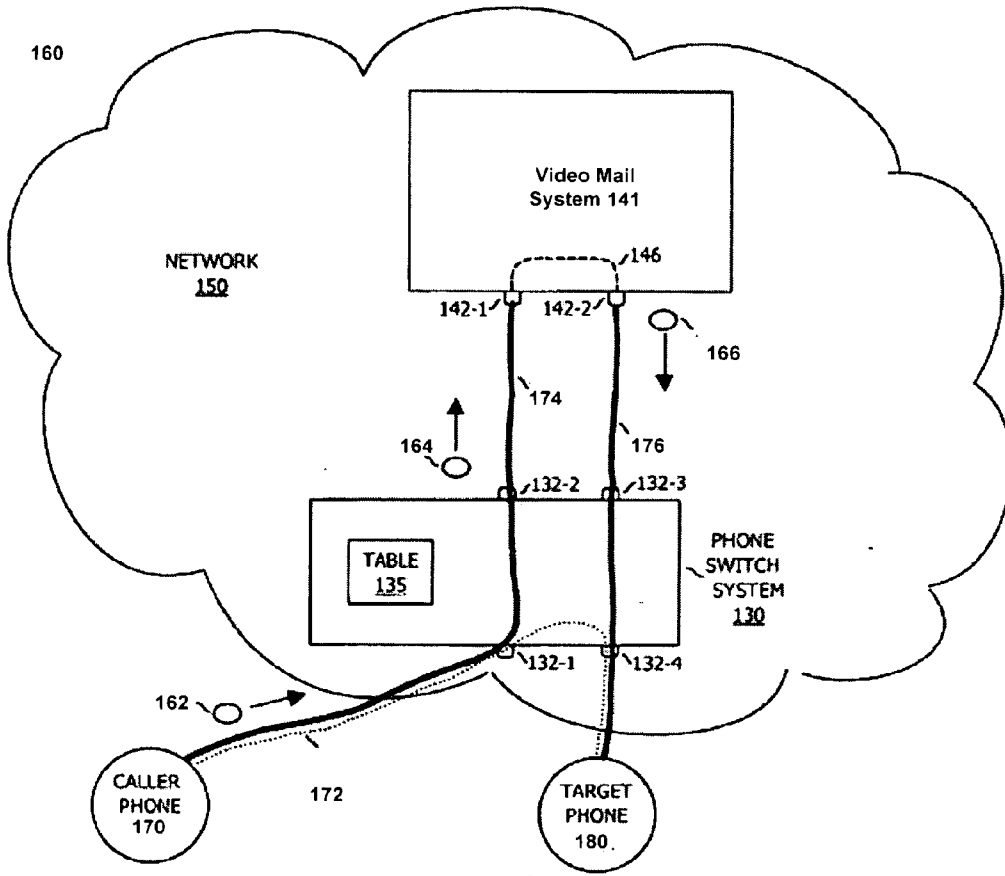 160
Video Mail
System 141
NETWORK
150
146
142-1
142-2
166
174
164
176
132-2
132-3
TABLE
135
PHONE
SWITCH
SYSTEM
130
132-1
132-4
162
172
CALLER
PHONE
170
TARGET
PHONE
180.